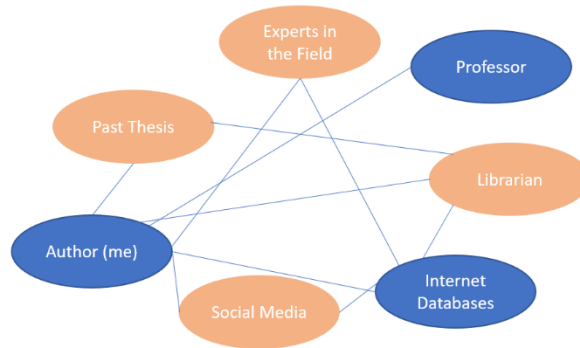 Experts in
the Field
Professor
Past Thesis
Librarian
Author (me)
Internet
Databases
Social Media